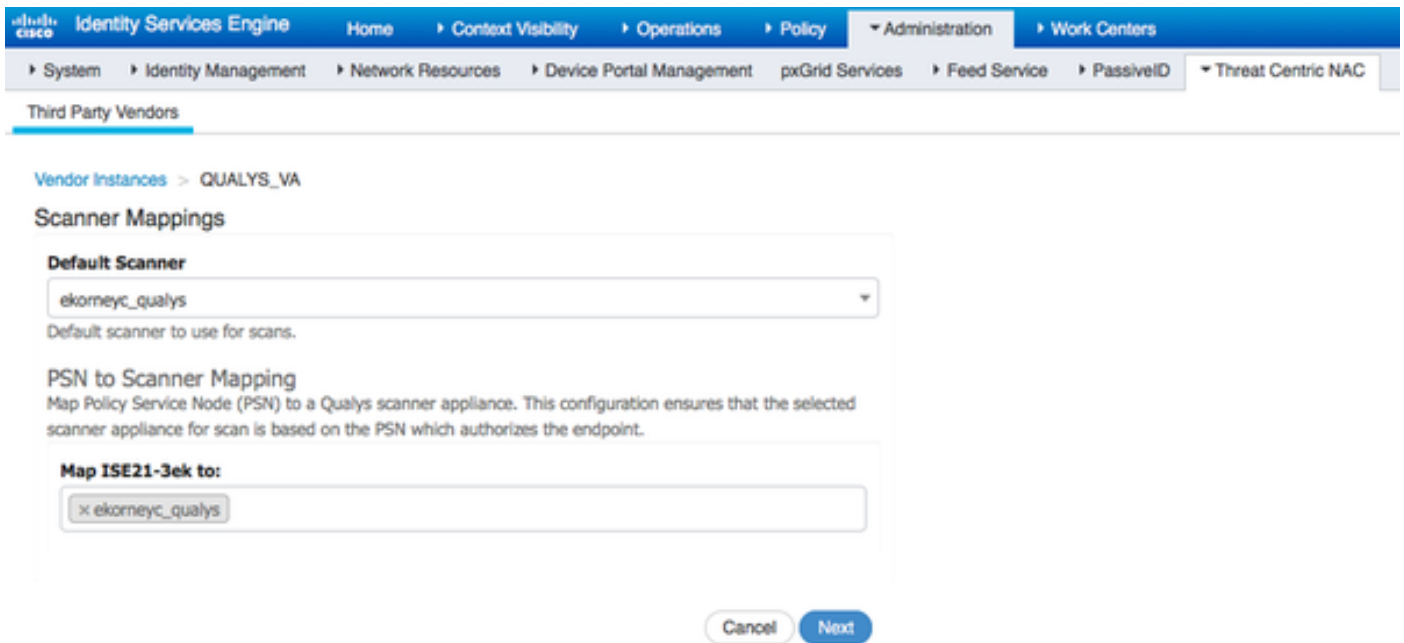 cisco Identity Services Engine Home Context Visibility Operations Policy Administration Work Centers
System Identity Management Network Resources Device Portal Management pxGrid Services Feed Service PassiveID Threat Centric NAC
Third Party Vendors
Vendor Instances > QUALYS_VA
Scanner Mappings
Default Scanner
ekorneyc_qualys
Default scanner to use for scans.
PSN to Scanner Mapping
Map Policy Service Node (PSN) to a Qualys scanner appliance. This configuration ensures that the selected
scanner appliance for scan is based on the PSN which authorizes the endpoint.
Map ISE21-3ek to:
× ekorneyc_qualys
Cancel Next